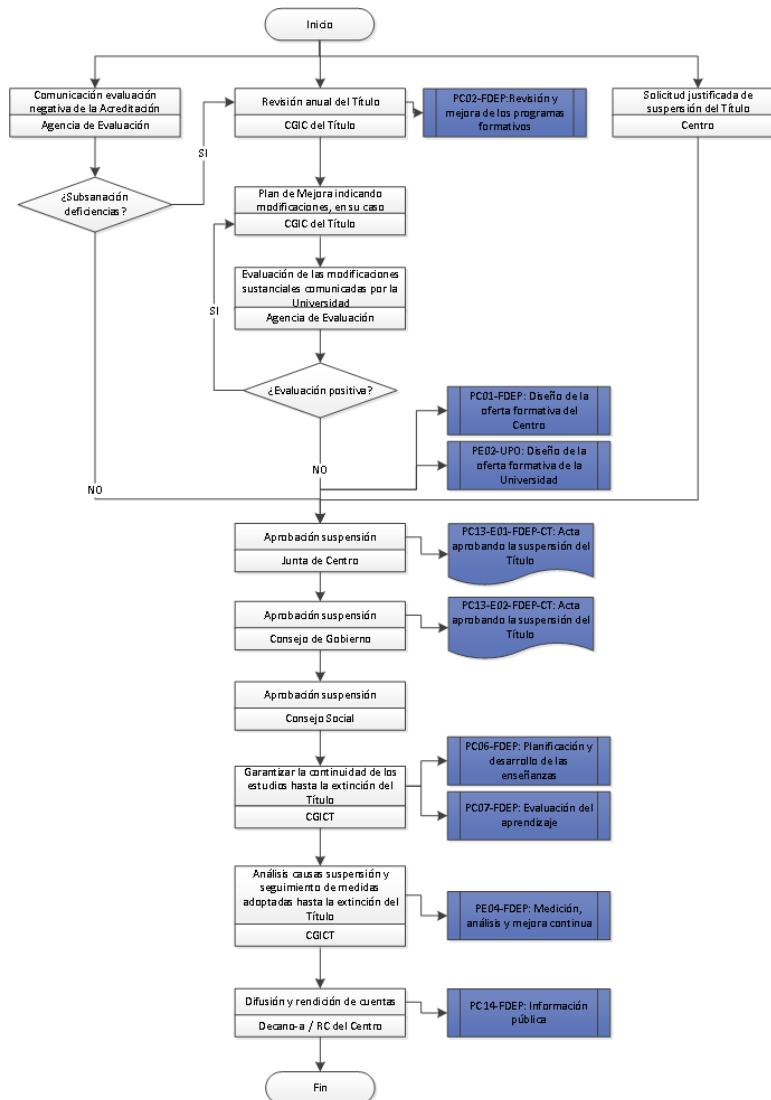 Inicio
Comunicación evaluación
negativa de la Acreditación
Agencia de Evaluación
Revisión anual del Título
CGIC del Título
PC02-FDEP:Revisión y
mejora de los programas
formativos
Solicitud justificada de
suspensión del Título
Centro
SI
¿Subsanación
deficiencias?
Plan de Mejora indicando
modificaciones, en su caso
CGIC del Título
Evaluación de las modificaciones
sustanciales comunicadas por la
Universidad
Agencia de Evaluación
SI
¿Evaluación positiva?
PC01-FDEP: Diseño de la
oferta formativa del
Centro
PE02-UPO: Diseño de la
oferta formativa de la
Universidad
NO
NO
Aprobación suspensión
Junta de Centro
PC13-E01-FDEP-CT: Acta
aprobando la suspensión del
Título
Aprobación suspensión
Consejo de Gobierno
PC13-E02-FDEP-CT: Acta
aprobando la suspensión del
Título
Aprobación suspensión
Consejo Social
Garantizar la continuidad de los
estudios hasta la extinción del
Título
CGICT
PC06-FDEP: Planificación y
desarrollo de las
enseñanzas
PC07-FDEP: Evaluación del
aprendizaje
Análisis causas suspensión y
seguimiento de medidas
adoptadas hasta la extinción del
Título
CGICT
PE04-FDEP: Medición,
análisis y mejora continua
Difusión y rendición de cuentas
Decano-a / RC del Centro
PC14-FDEP: Información
pública
Fin